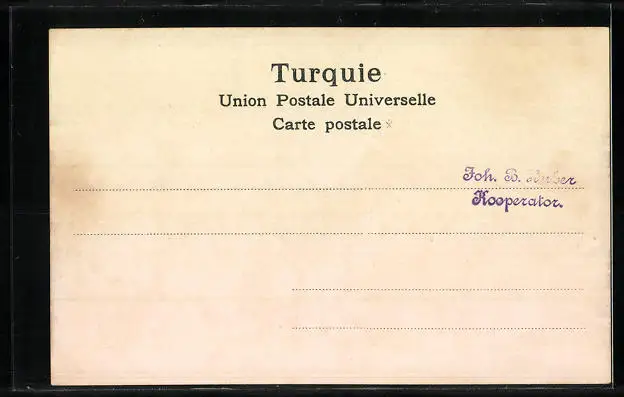 Turquie
Union Postale Universelle
Carte postale
Joh. B.
Kooperator.